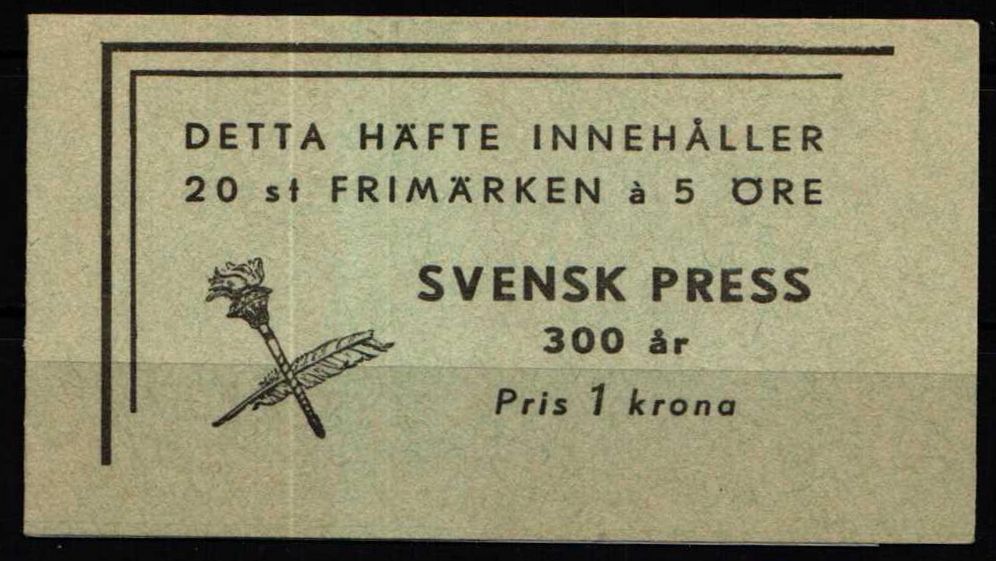 DETTA HÄFTE INNEHÅLLER
20 st FRIMÄRKEN à 5 ÖRE
SVENSK PRESS
300 år
Pris 1 krona